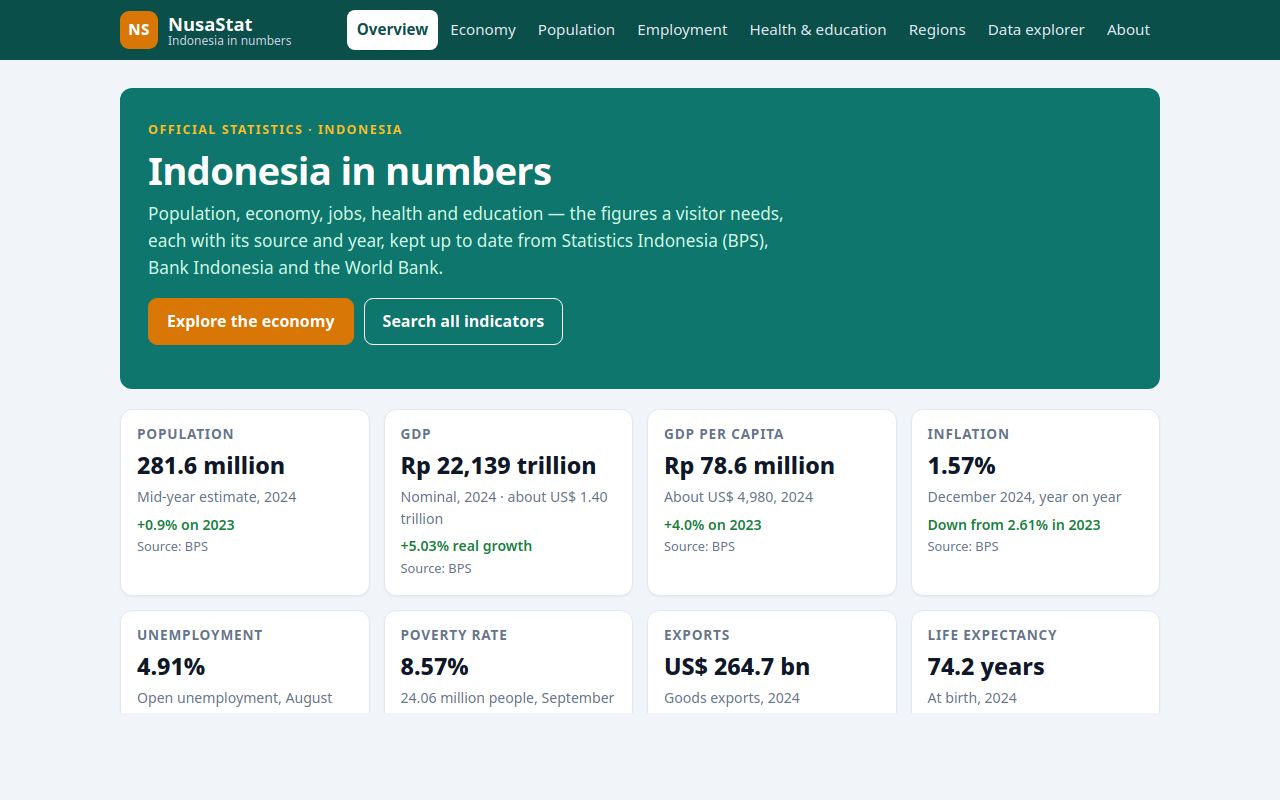 NS
NusaStat
Indonesia in numbers
Overview
Economy
Population
Employment
Health & education
Regions
Data explorer
About
OFFICIAL STATISTICS · INDONESIA
Indonesia in numbers
Population, economy, jobs, health and education — the figures a visitor needs,
each with its source and year, kept up to date from Statistics Indonesia (BPS),
Bank Indonesia and the World Bank.
Explore the economy
Search all indicators
POPULATION
281.6 million
Mid-year estimate, 2024
+0.9% on 2023
Source: BPS
GDP
Rp 22,139 trillion
Nominal, 2024 · about US$ 1.40
trillion
+5.03% real growth
Source: BPS
GDP PER CAPITA
Rp 78.6 million
About US$ 4,980, 2024
+4.0% on 2023
Source: BPS
INFLATION
1.57%
December 2024, year on year
Down from 2.61% in 2023
Source: BPS
UNEMPLOYMENT
4.91%
Open unemployment, August
POVERTY RATE
8.57%
24.06 million people, September
EXPORTS
US$ 264.7 bn
Goods exports, 2024
LIFE EXPECTANCY
74.2 years
At birth, 2024